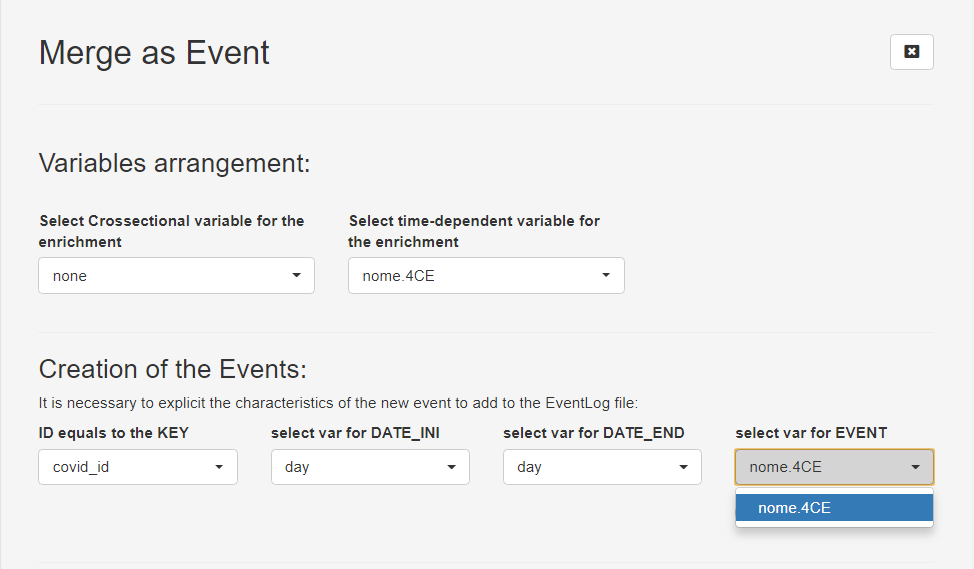 Merge as Event
Variables arrangement:
Select Crossectional variable for the
enrichment
Select time-dependent variable for
the enrichment
none
nome.4CE
Creation of the Events:
It is necessary to explicit the characteristics of the new event to add to the EventLog file:
ID equals to the KEY
select var for DATE_INI
select var for DATE_END
select var for EVENT
covid_id
day
day
nome.4CE
nome.4CE